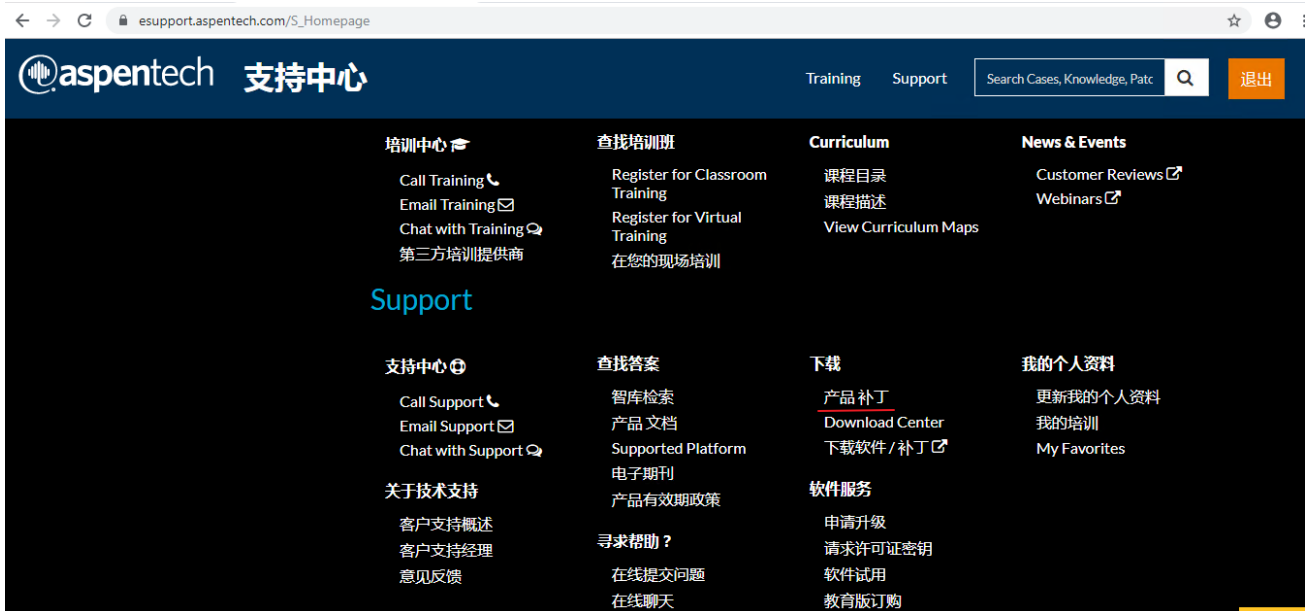 esupport.aspentech.com/S_Homepage
aspentech 支持中心
Training
Support
Search Cases, Knowledge, Patc
退出
培训中心
Call Training
Email Training
Chat with Training
第三方培训提供商
查找培训班
Register for Classroom
Training
Register for Virtual
Training
在您的现场培训
Curriculum
课程目录
课程描述
View Curriculum Maps
News & Events
Customer Reviews
Webinars
Support
支持中心
Call Support
Email Support
Chat with Support
关于技术支持
客户支持概述
客户支持经理
意见反馈
查找答案
智库检索
产品 文档
Supported Platform
电子期刊
产品有效期政策
寻求帮助？
在线提交问题
在线聊天
下载
产品 补丁
Download Center
下载软件 / 补丁
软件服务
申请升级
请求许可证密钥
软件试用
教育版订购
我的个人资料
更新我的个人资料
我的培训
My Favorites